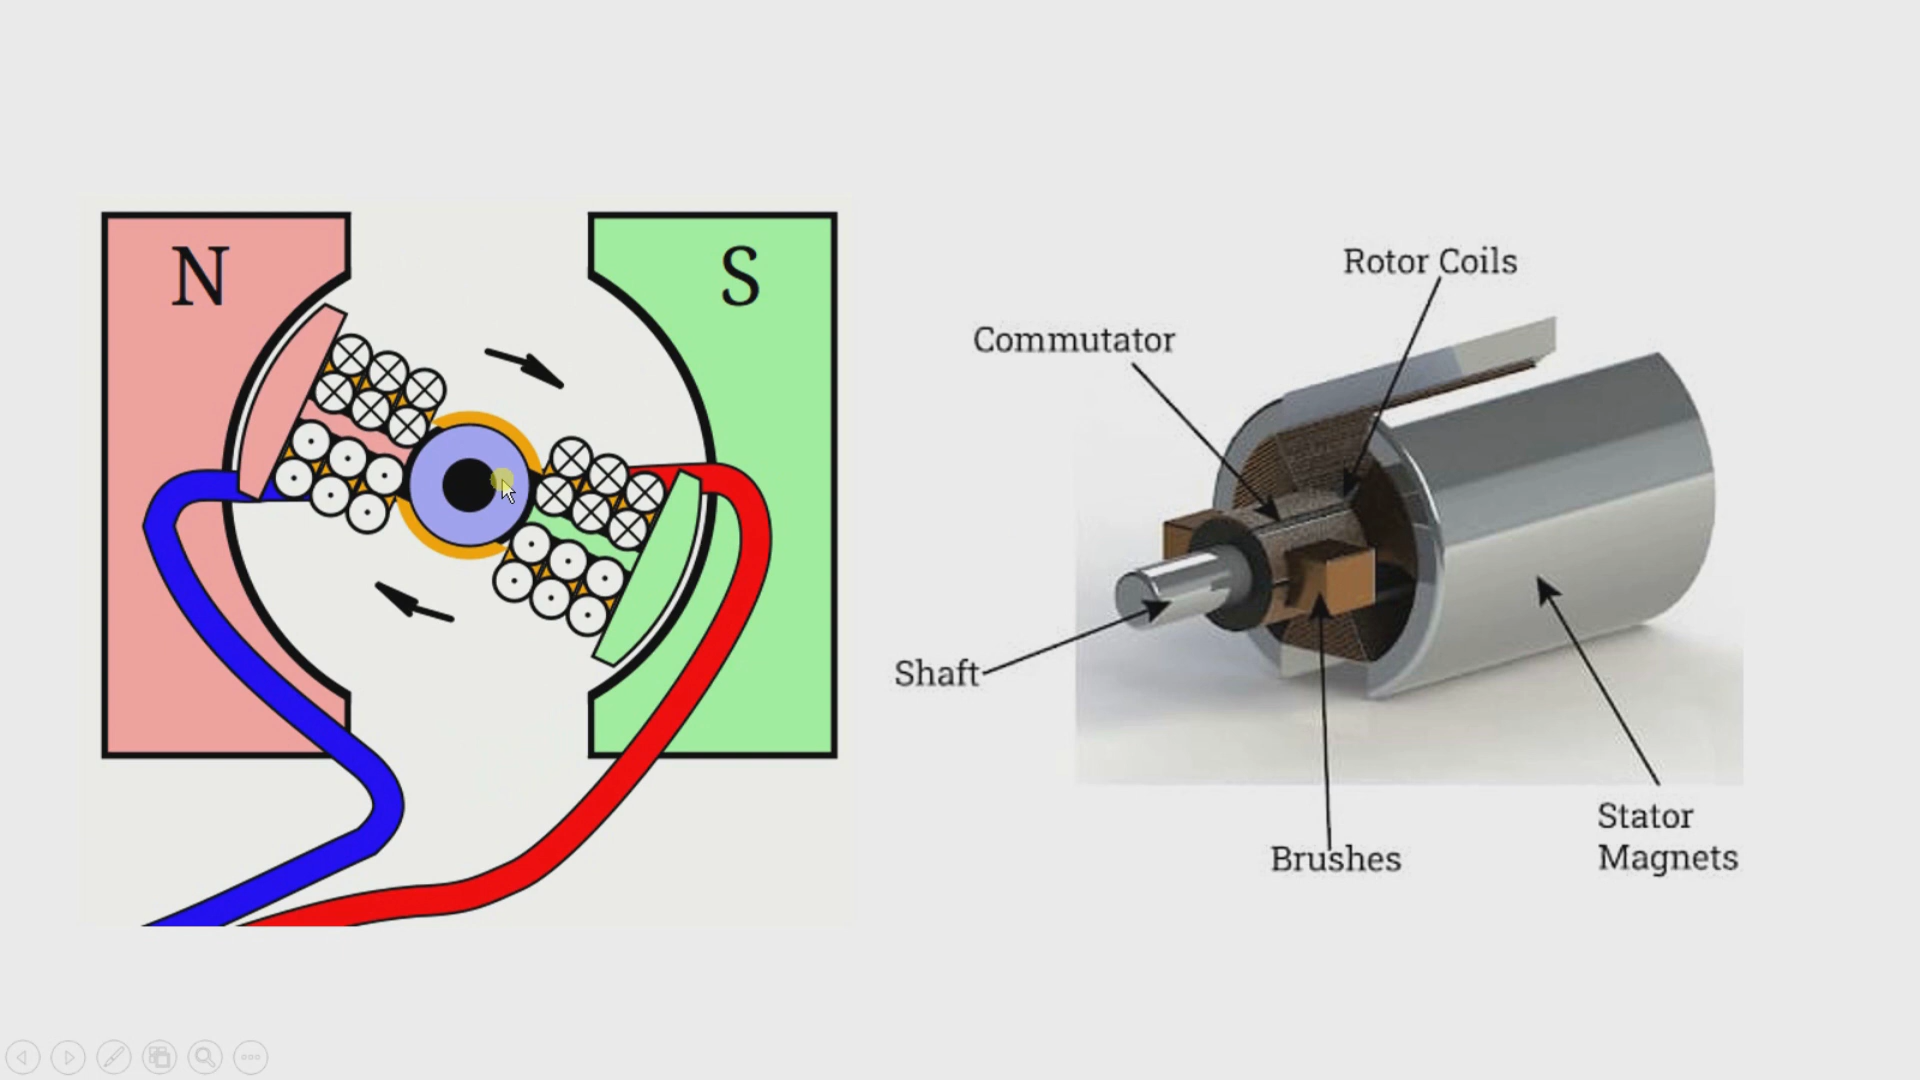 N
S
Rotor Coils
Commutator
Shaft
Brushes
Stator
Magnets